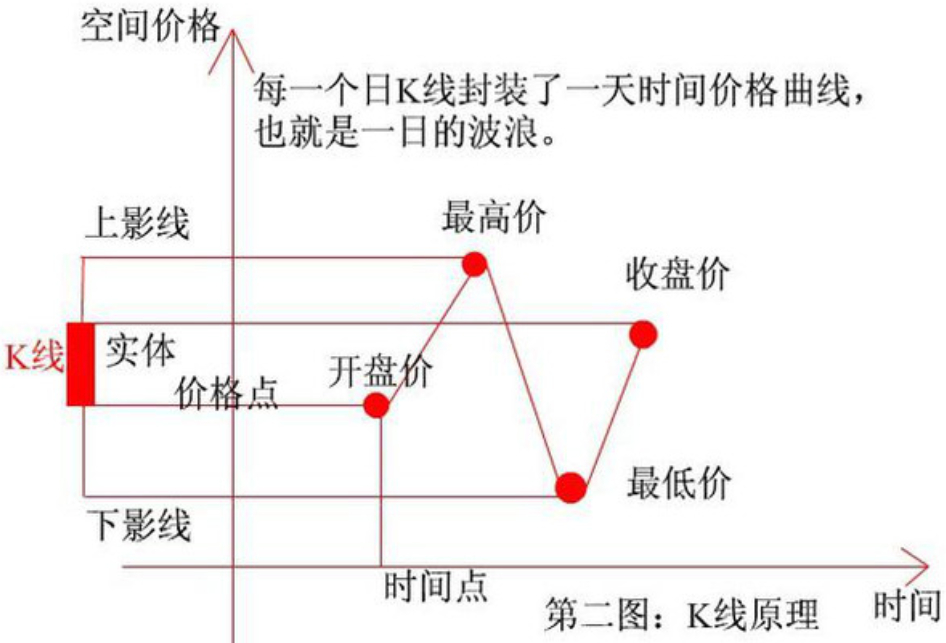 空间价格
每一个日K线封装了一天时间价格曲线，
也就是一日的波浪。
上影线
最高价
收盘价
K线
实体
开盘价
价格点
最低价
下影线
时间点
第二图：K线原理
时间